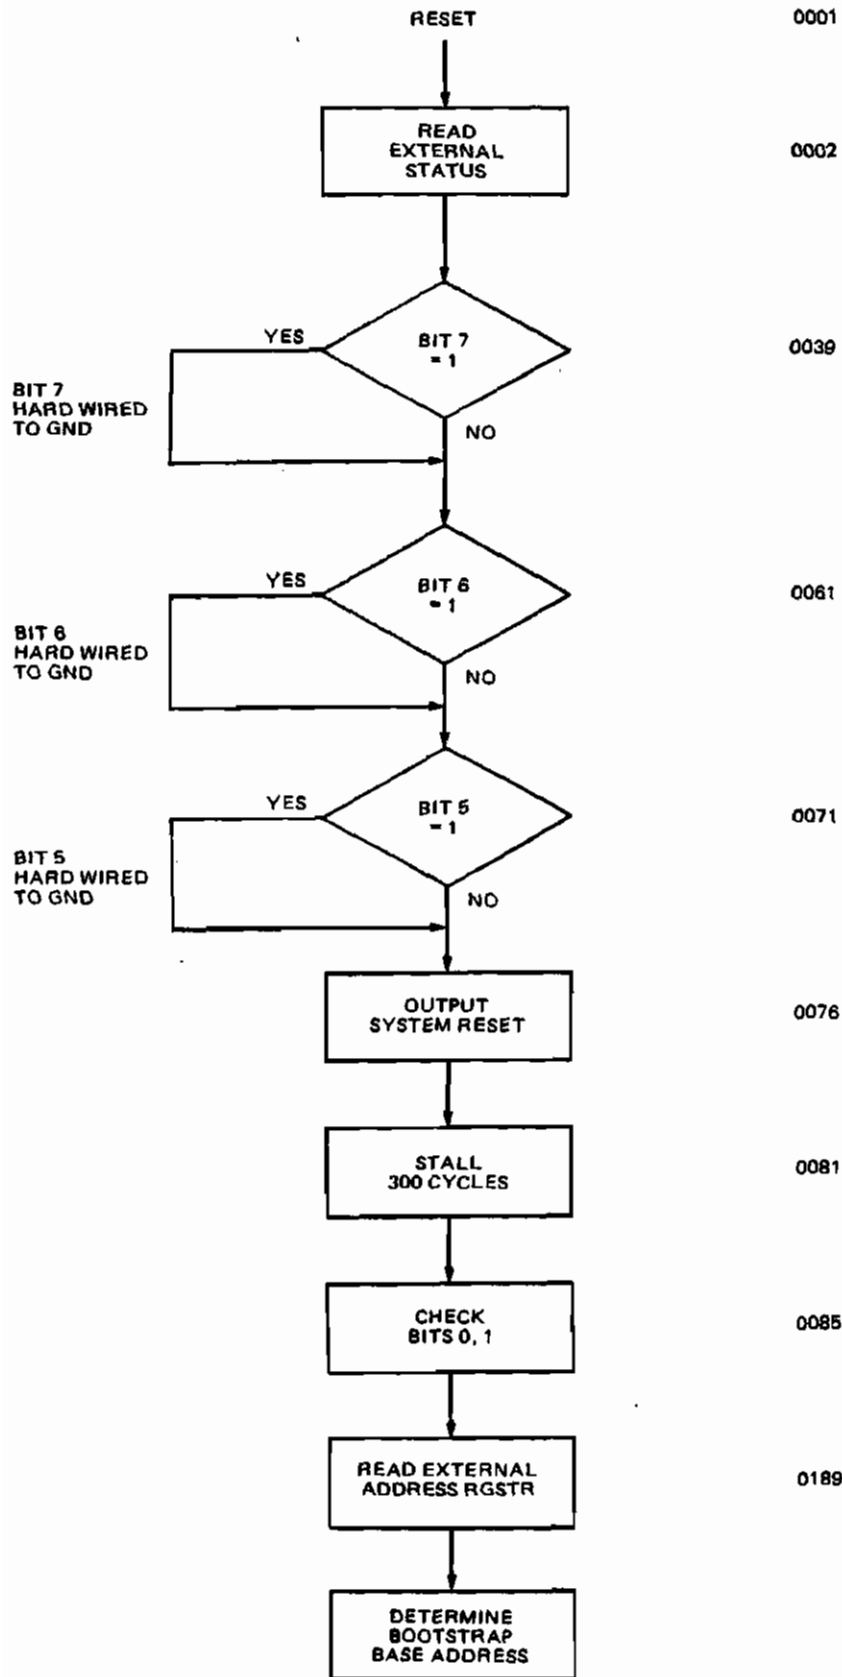 RESET
0001
READ
EXTERNAL
STATUS
0002
YES
BIT 7
= 1
0039
BIT 7
HARD WIRED
TO GND
NO
YES
BIT 6
= 1
0061
BIT 6
HARD WIRED
TO GND
NO
YES
BIT 5
= 1
0071
BIT 5
HARD WIRED
TO GND
NO
OUTPUT
SYSTEM RESET
0076
STALL
300 CYCLES
0081
CHECK
BITS 0, 1
0085
READ EXTERNAL
ADDRESS RGSTR
0189
DETERMINE
BOOTSTRAP
BASE ADDRESS